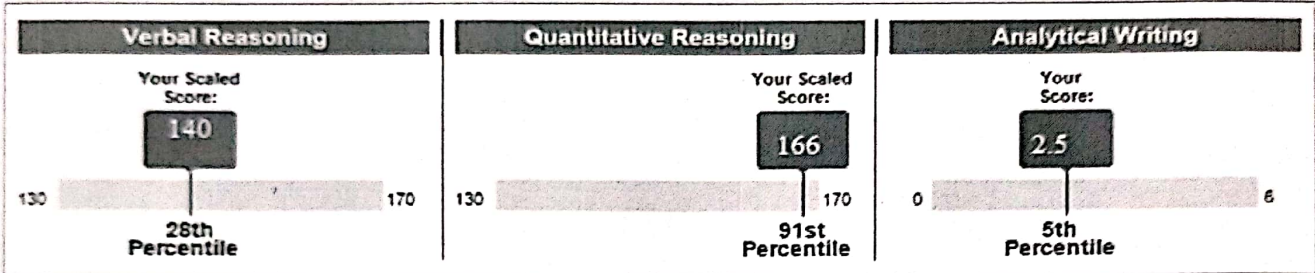 Verbal Reasoning
Your Scaled
Score:
140
130
170
28th
Percentile
Quantitative Reasoning
Your Scaled
Score:
166
130
170
91st
Percentile
Analytical Writing
Your
Score:
2.5
0
6
5th
Percentile